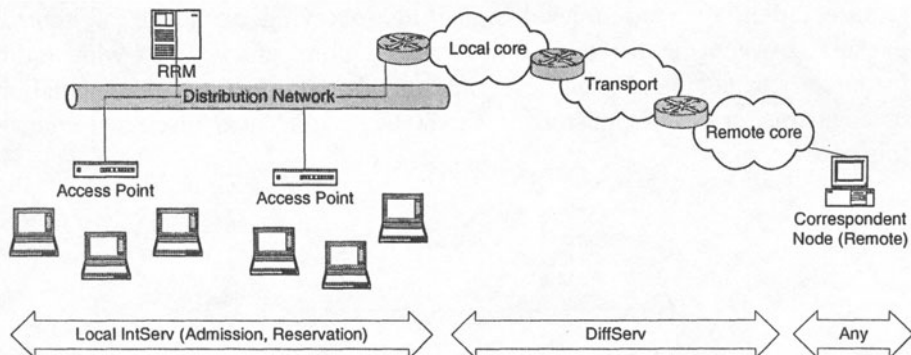 RRM
Local core
Distribution Network
Transport
Remote core
Access Point
Access Point
Correspondent
Node (Remote)
Local IntServ (Admission, Reservation)
DiffServ
Any